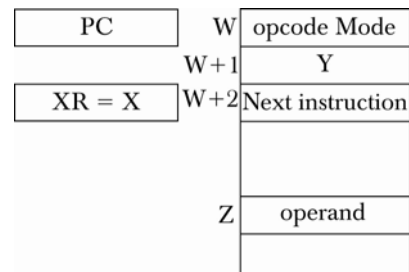 PC W opcode Mode
W+1 Y
XR = X W+2 Next instruction
Z operand